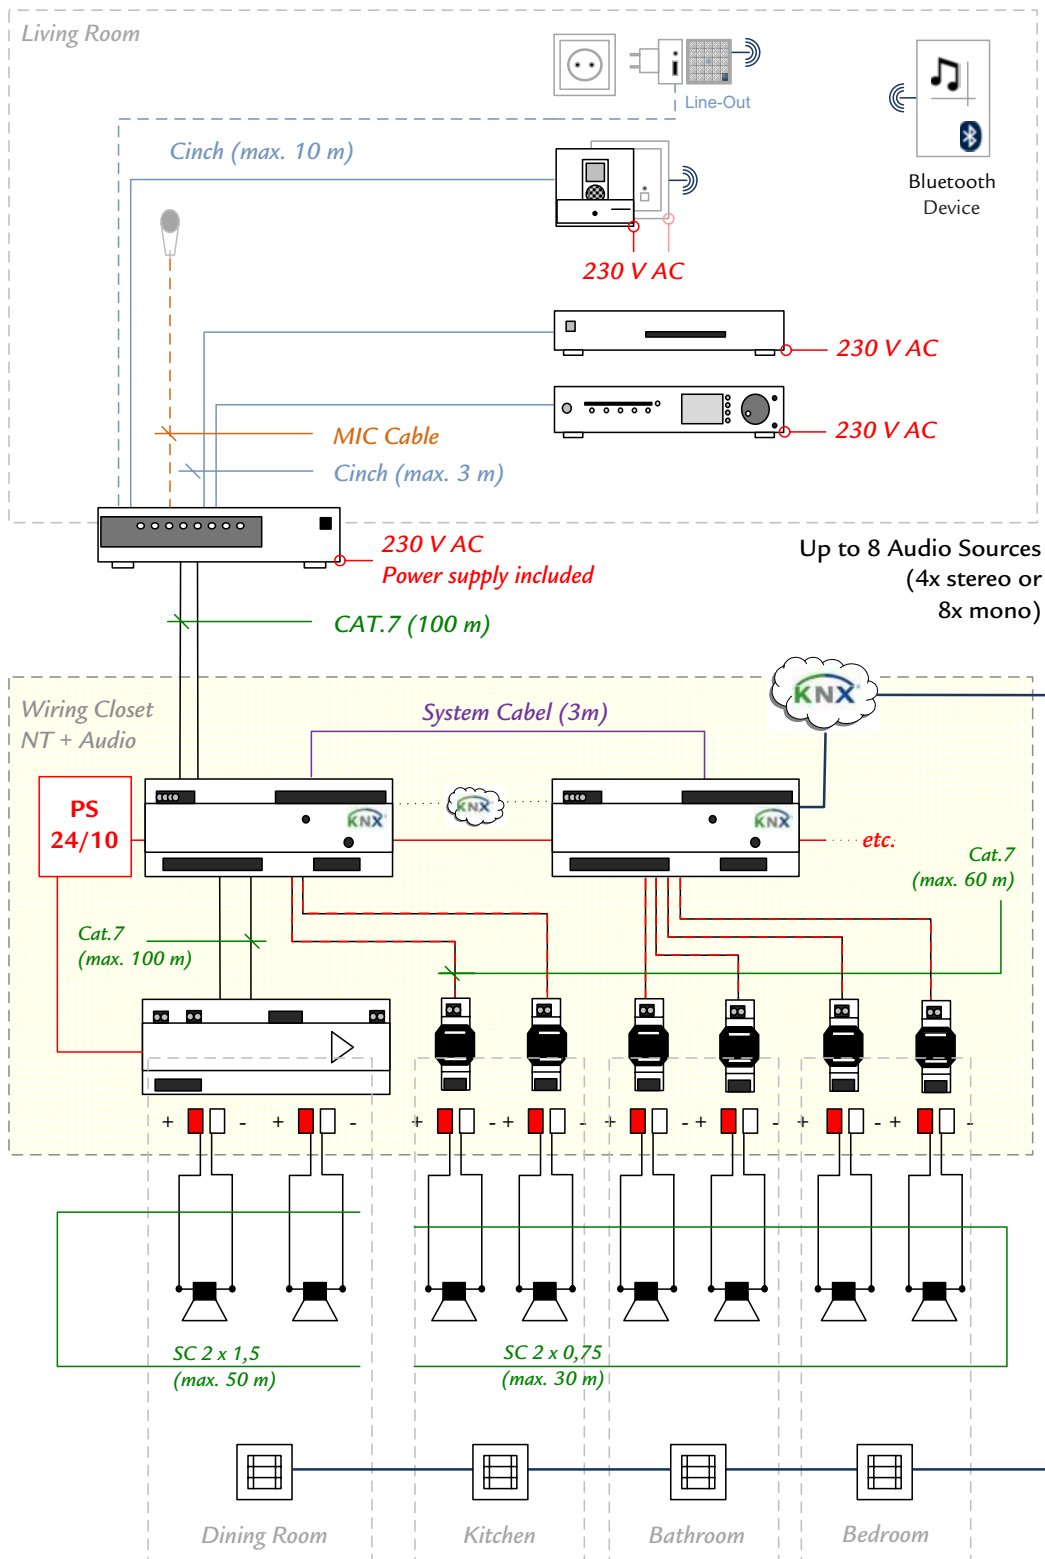 Living Room
Line-Out
Cinch (max. 10 m)
Bluetooth
Device
230 V AC
230 V AC
230 V AC
MIC Cable
Cinch (max. 3 m)
230 V AC
Power supply included
Up to 8 Audio Sources
(4x stereo or
8x mono)
CAT.7 (100 m)
KNX
Wiring Closet
NT + Audio
System Cabel (3m)
PS
24/10
KNX
KNX
KNX
etc.
Cat.7
(max. 60 m)
Cat.7
(max. 100 m)
+ - + - + - + - + - + - + - + -
SC 2 x 1,5
(max. 50 m)
SC 2 x 0,75
(max. 30 m)
Dining Room
Kitchen
Bathroom
Bedroom